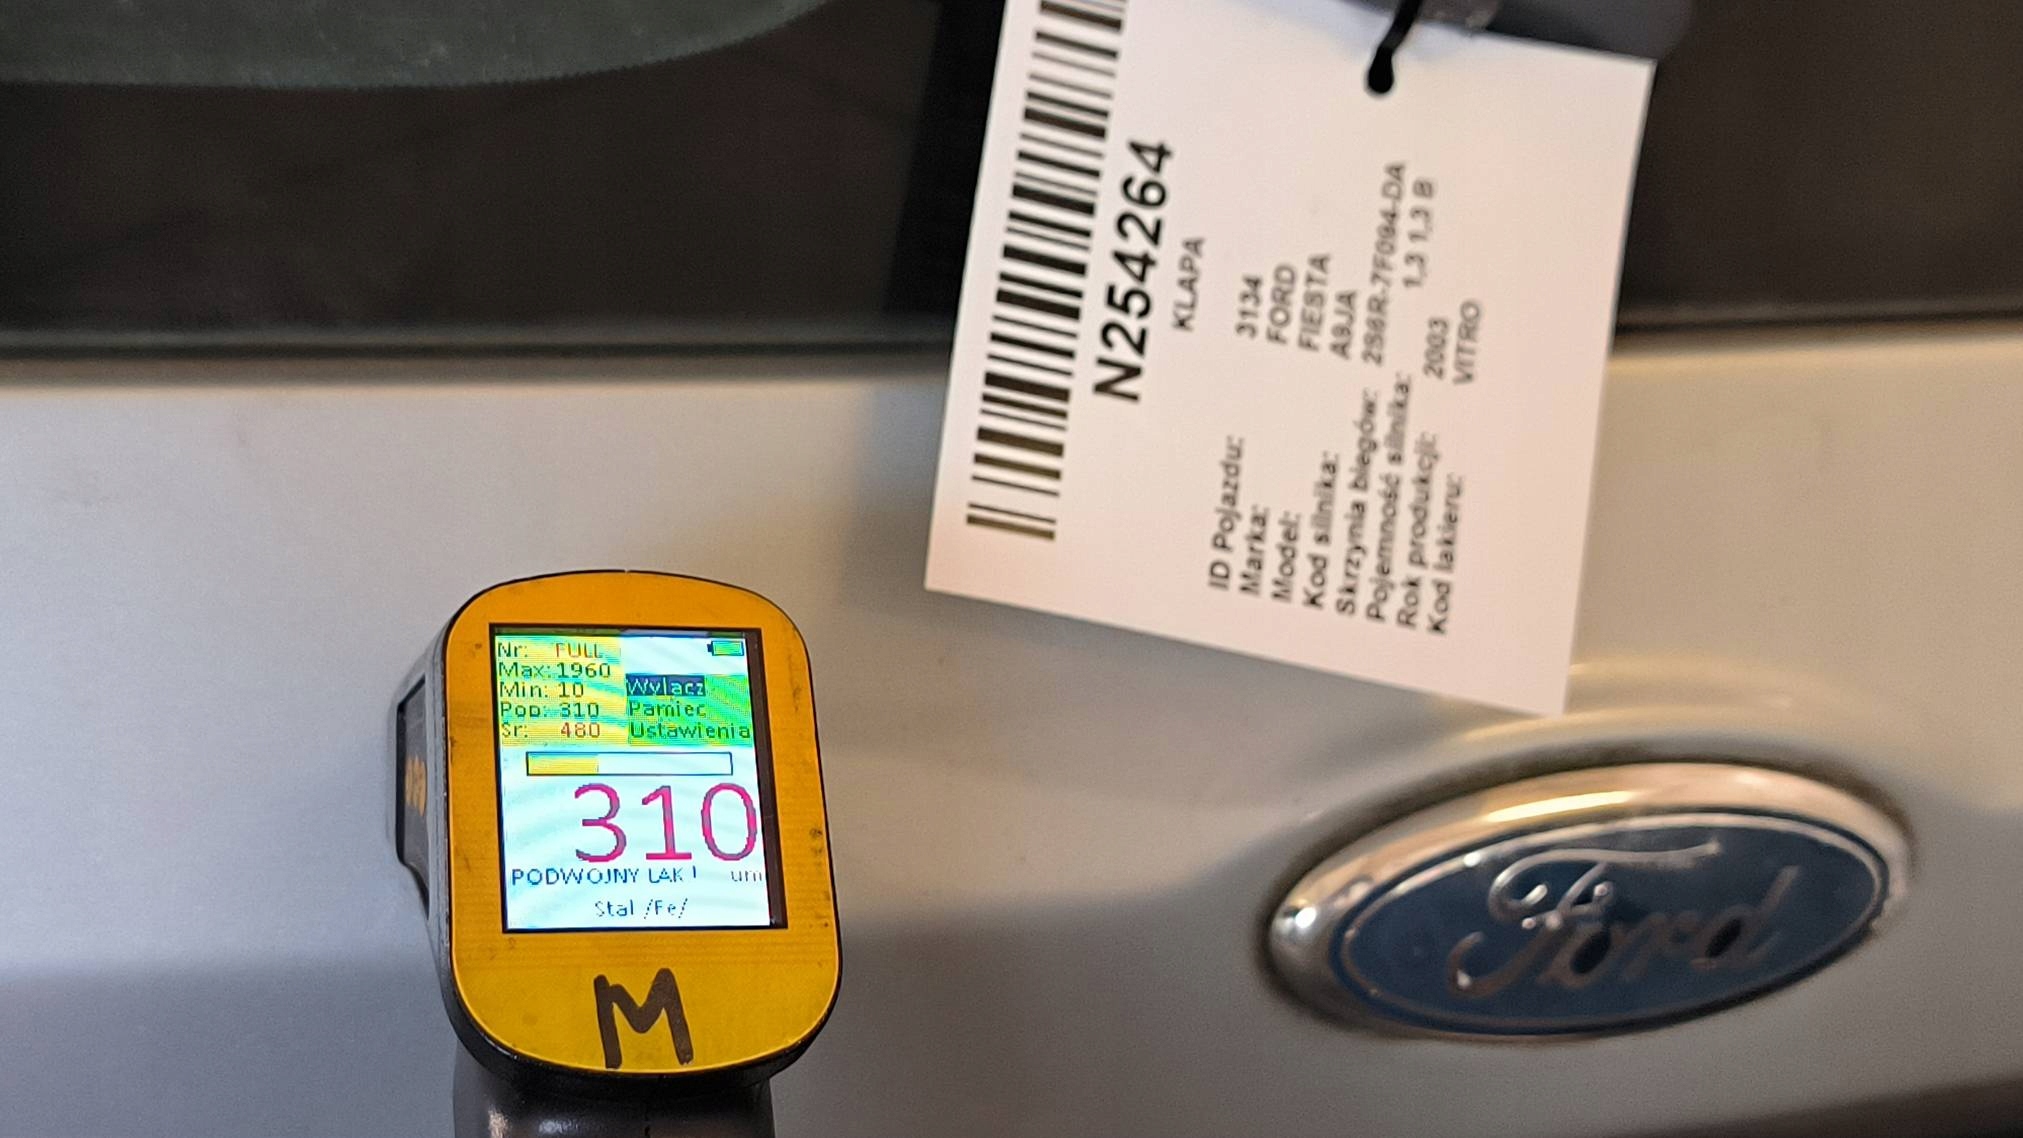 N254264
KLAPA
ID Pojazdu: 3134
Marka: FORD
Model: FIESTA
Kod silnika: A9JA
Skrzynia biegów: 2S6R-7F094-DA
Pojemność silnika: 1,3 1,3 B
Rok produkcji: 2003
Kod lakieru: VITRO
Nr: FULL
Max: 1960
Min: 10
Pop: 310
Sr: 480
Wylacz
Pamiec
Ustawienia
310
PODWOJNY LAK ! um
Stal /Fe/
M
Ford